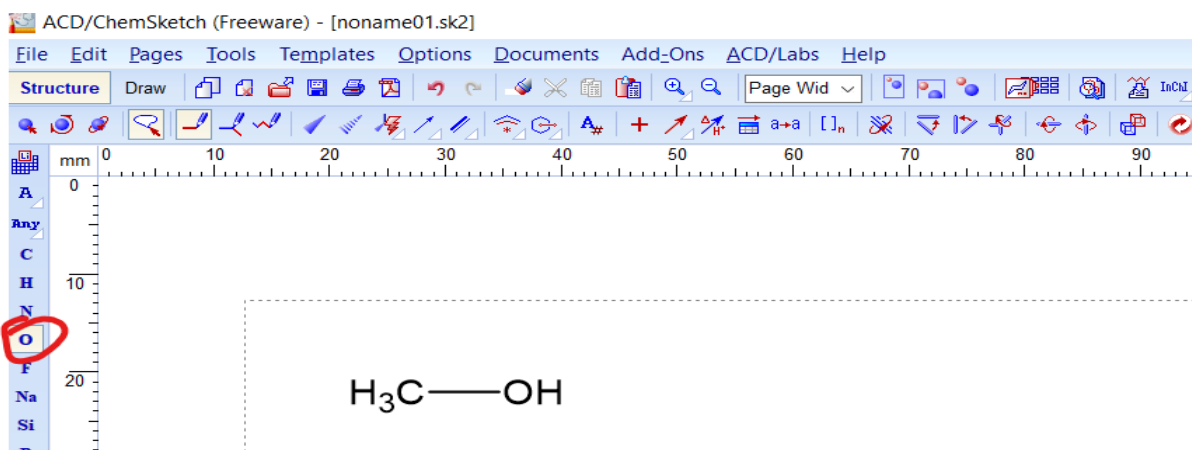 ACD/ChemSketch (Freeware) - [noname01.sk2]
File Edit Pages Tools Templates Options Documents Add-Ons ACD/Labs Help
Structure Draw Page Wid InChI
mm 0 10 20 30 40 50 60 70 80 90
0
A
Any
C
H
10
N
O
F
20
Na
Si
H₃C—OH